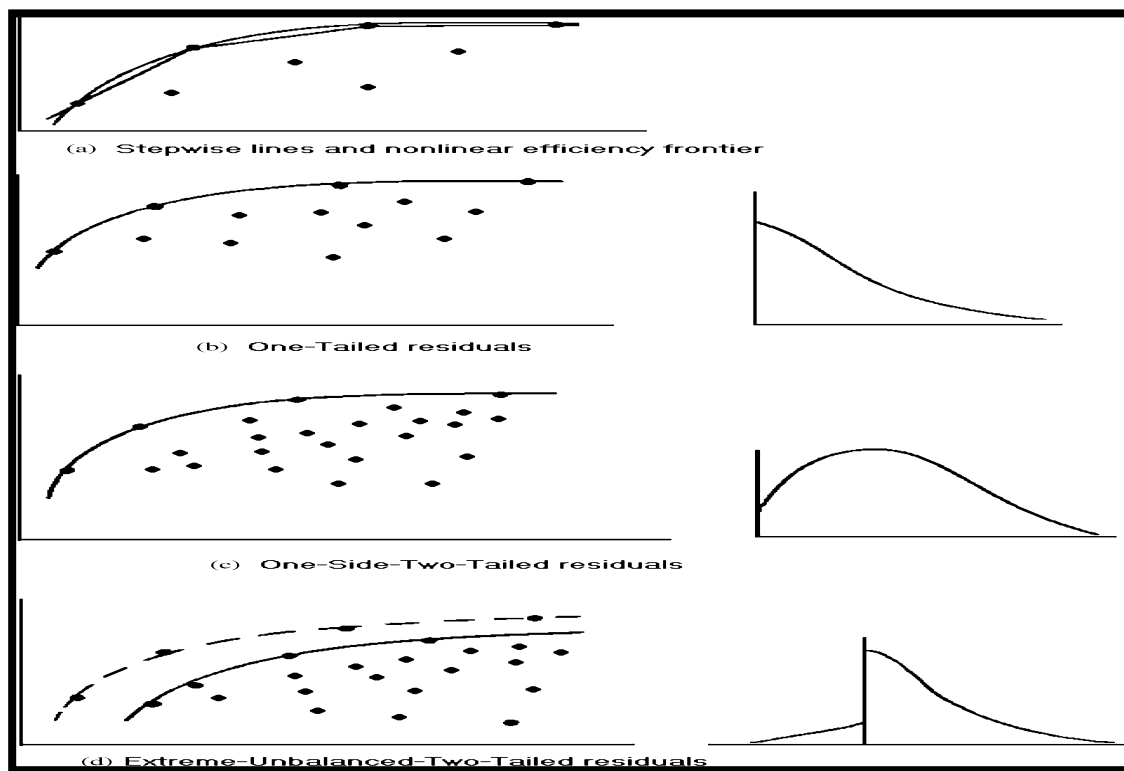 (a) Stepwise lines and nonlinear efficiency frontier
(b) One-Tailed residuals
(c) One-Side-Two-Tailed residuals
(d) Extreme-Unbalanced-Two-Tailed residuals